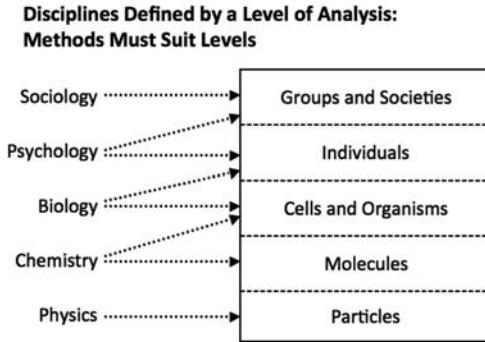 Disciplines Defined by a Level of Analysis:
Methods Must Suit Levels
Sociology
Groups and Societies
Psychology
Individuals
Biology
Cells and Organisms
Chemistry
Molecules
Physics
Particles